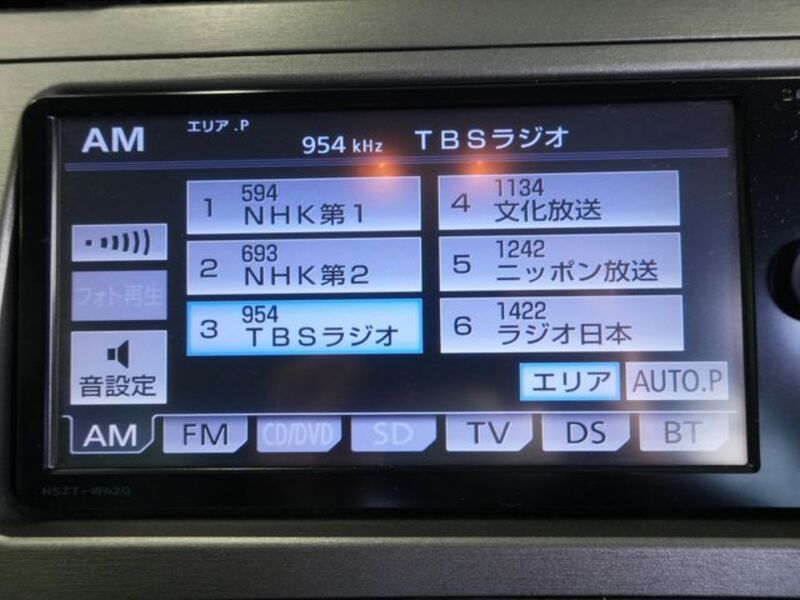 AM エリア.P 954 kHz TBSラジオ
1 594 NHK第1
2 693 NHK第2
3 954 TBSラジオ
4 1134 文化放送
5 1242 ニッポン放送
6 1422 ラジオ日本
フォト再生
音設定
エリア AUTO.P
AM FM CD/DVD SD TV DS BT
NSZT-W62G